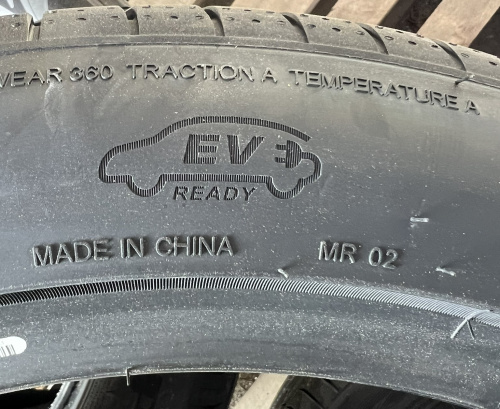 WEAR 360 TRACTION A TEMPERATURE A
EV
READY
MADE IN CHINA MR 02